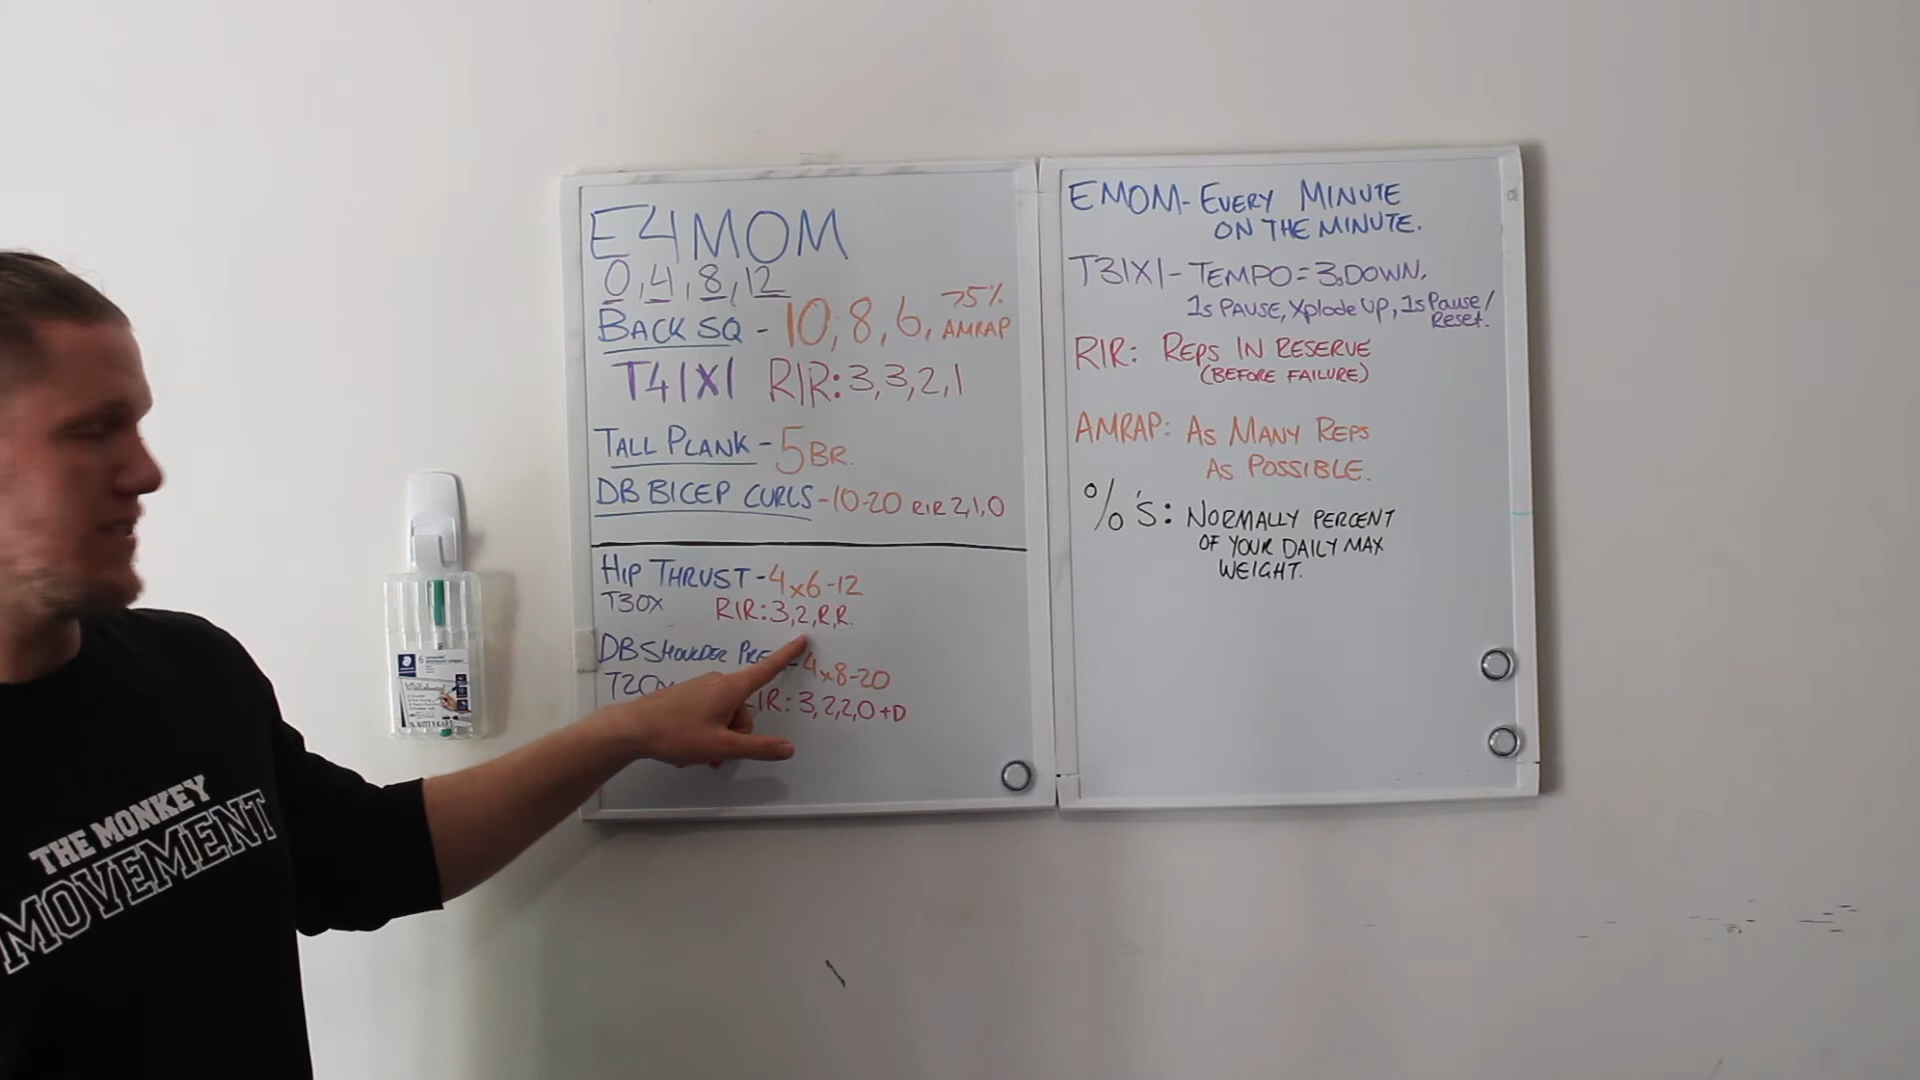 E4MOM
0, 4, 8, 12
BACK SQ - 10, 8, 6, 75% AMRAP
T41X1 RIR: 3, 3, 2, 1
TALL PLANK - 5 BR.
DB BICEP CURLS - 10-20 RIR 2, 1, 0
HIP THRUST - 4x6-12
T30X RIR: 3, 2, R, R.
DB SHOULDER 4x8-20
3, 2, 2, 0 +D
EMOM - EVERY MINUTE
ON THE MINUTE.
T31X1 - TEMPO = 3s DOWN,
1s PAUSE, Xplode UP, 1s Pause/
Reset.
RIR: REPS IN RESERVE
(BEFORE FAILURE)
AMRAP: AS MANY REPS
AS POSSIBLE.
%'S: NORMALLY PERCENT
OF YOUR DAILY MAX
WEIGHT.
THE MONKEY
MOVEMENT